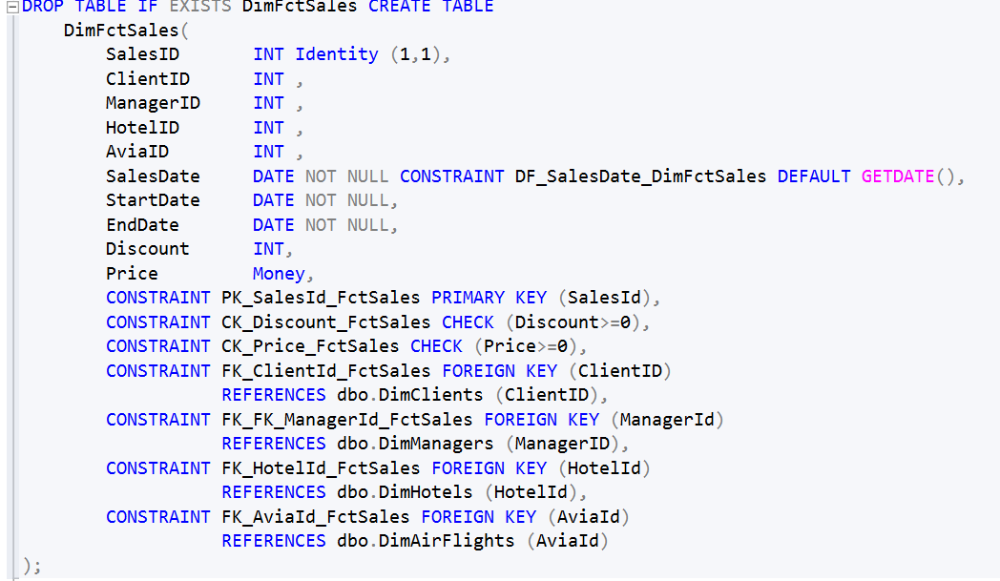 DROP TABLE IF EXISTS DimFctSales CREATE TABLE
DimFctSales(
SalesID INT Identity (1,1),
ClientID INT ,
ManagerID INT ,
HotelID INT ,
AviaID INT ,
SalesDate DATE NOT NULL CONSTRAINT DF_SalesDate_DimFctSales DEFAULT GETDATE(),
StartDate DATE NOT NULL,
EndDate DATE NOT NULL,
Discount INT,
Price Money,
CONSTRAINT PK_SalesId_FctSales PRIMARY KEY (SalesId),
CONSTRAINT CK_Discount_FctSales CHECK (Discount>=0),
CONSTRAINT CK_Price_FctSales CHECK (Price>=0),
CONSTRAINT FK_ClientId_FctSales FOREIGN KEY (ClientID)
REFERENCES dbo.DimClients (ClientID),
CONSTRAINT FK_FK_ManagerId_FctSales FOREIGN KEY (ManagerId)
REFERENCES dbo.DimManagers (ManagerID),
CONSTRAINT FK_HotelId_FctSales FOREIGN KEY (HotelId)
REFERENCES dbo.DimHotels (HotelId),
CONSTRAINT FK_AviaId_FctSales FOREIGN KEY (AviaId)
REFERENCES dbo.DimAirFlights (AviaId)
);